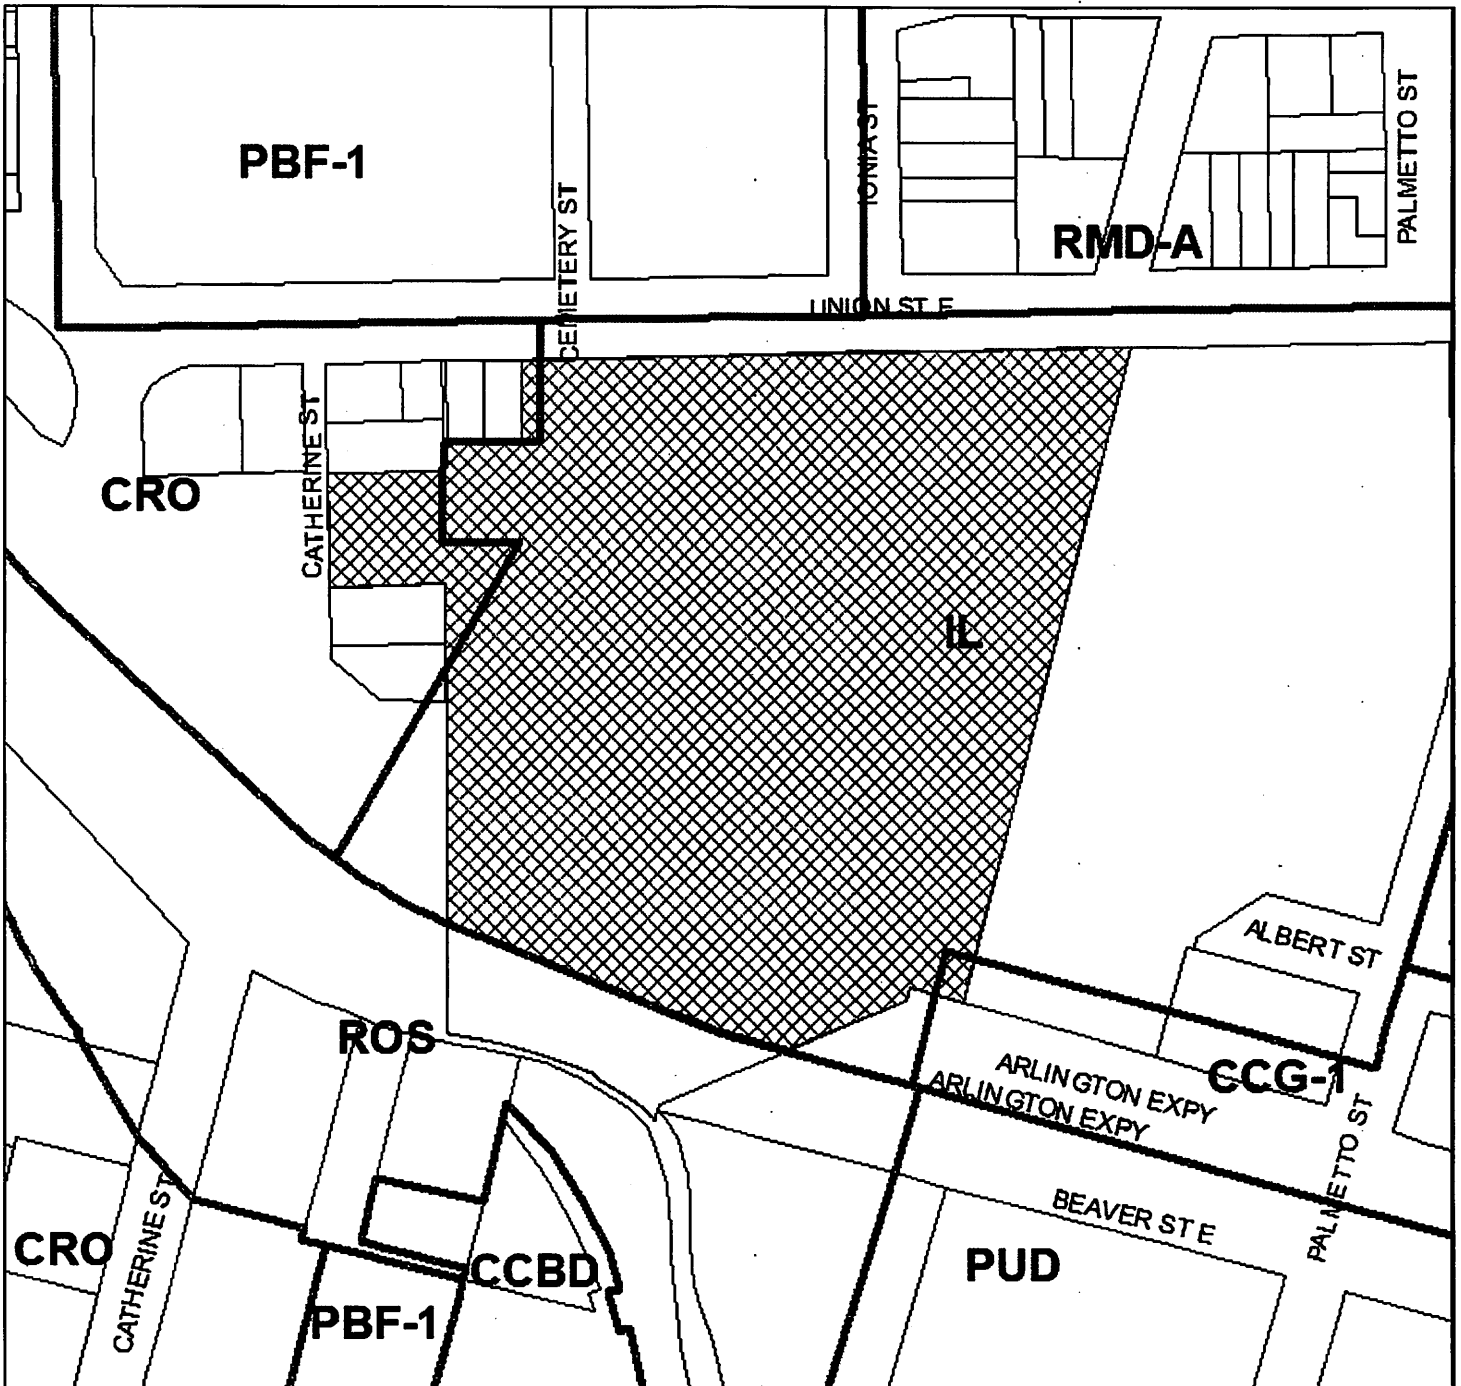 PBF-1
CEMETERY ST
IONIA ST
PALMETTO ST
RMD-A
UNION ST E
CRO
CATHERINE ST
IL
ALBERT ST
ROS
ARLINGTON EXPY
ARLINGTON EXPY
CCG-1
PALMETTO ST
BEAVER ST E
CRO
CATHERINE ST
CCBD
PUD
PBF-1